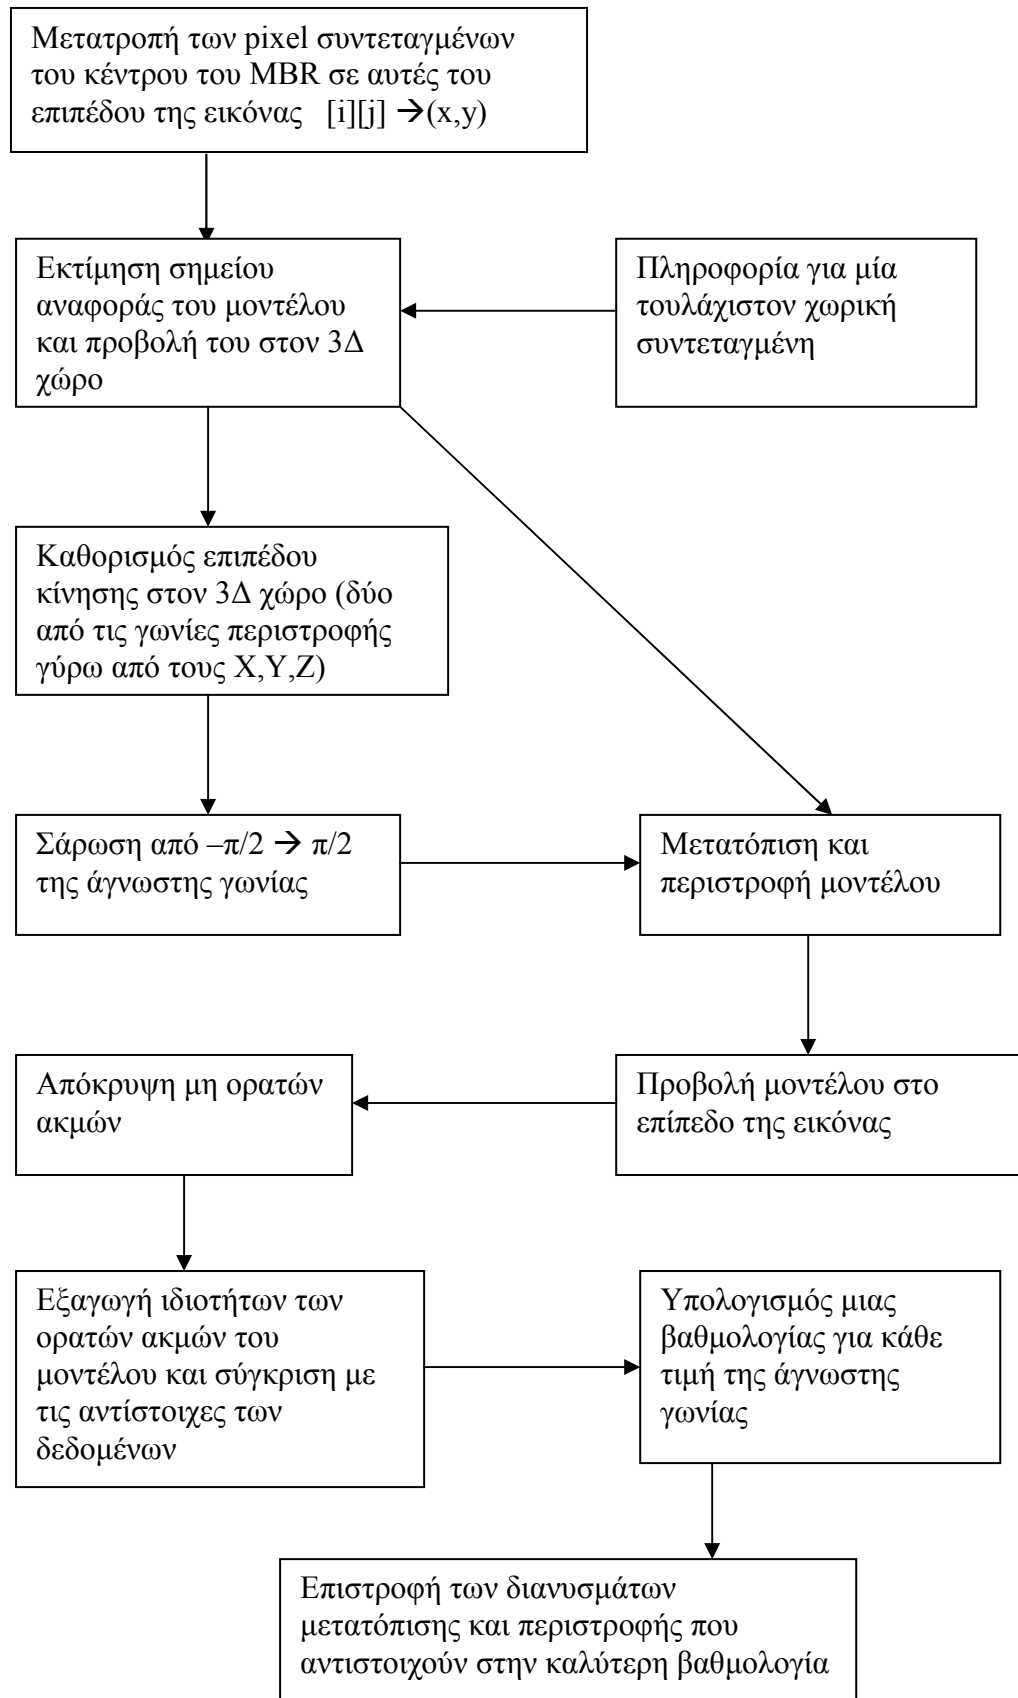 Μετατροπή των pixel συντεταγμένων
του κέντρου του MBR σε αυτές του
επιπέδου της εικόνας [i][j] →(x,y)
Εκτίμηση σημείου
αναφοράς του μοντέλου
και προβολή του στον 3Δ
χώρο
Πληροφορία για μία
τουλάχιστον χωρική
συντεταγμένη
Καθορισμός επιπέδου
κίνησης στον 3Δ χώρο (δύο
από τις γωνίες περιστροφής
γύρω από τους Χ,Υ,Ζ)
Σάρωση από –π/2 → π/2
της άγνωστης γωνίας
Μετατόπιση και
περιστροφή μοντέλου
Απόκρυψη μη ορατών
ακμών
Προβολή μοντέλου στο
επίπεδο της εικόνας
Εξαγωγή ιδιοτήτων των
ορατών ακμών του
μοντέλου και σύγκριση με
τις αντίστοιχες των
δεδομένων
Υπολογισμός μιας
βαθμολογίας για κάθε
τιμή της άγνωστης
γωνίας
Επιστροφή των διανυσμάτων
μετατόπισης και περιστροφής που
αντιστοιχούν στην καλύτερη βαθμολογία